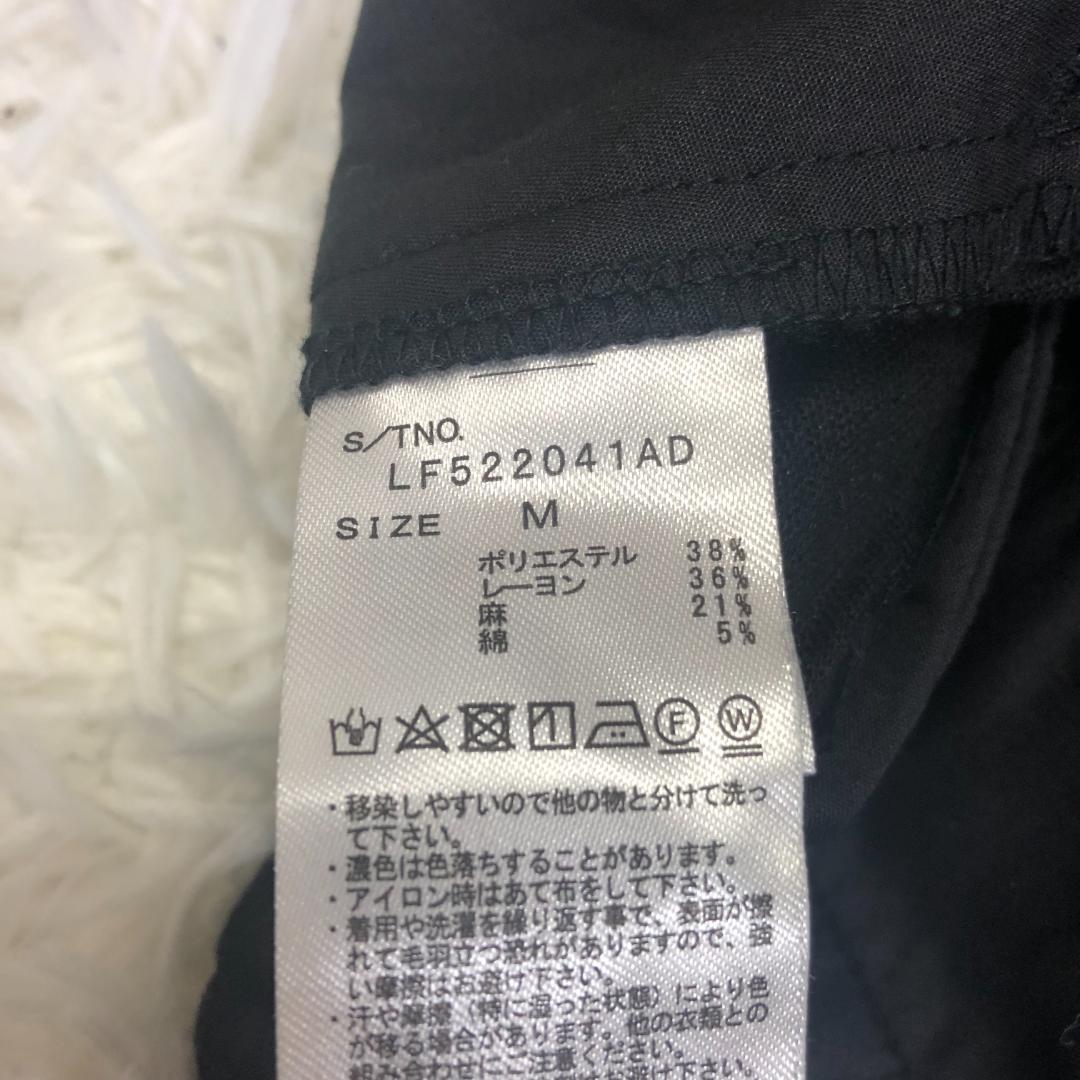 S/TNO.
LF522041AD
SIZE M
ポリエステル 38%
レーヨン 36%
麻 21%
綿 5%
F W
・移染しやすいので他の物と分けて洗っ
て下さい。
・濃色は色落ちすることがあります。
・アイロン時はあて布をして下さい。
・着用や洗濯を繰り返す事で、表面が擦
れて毛羽立つ恐れがありますので、強
い摩擦はお避け下さい。
・汗や摩擦（特に湿った状態）により色
が移る場合があります。他の衣類との
組み合わせにご注意ください。
はお避け下さい。